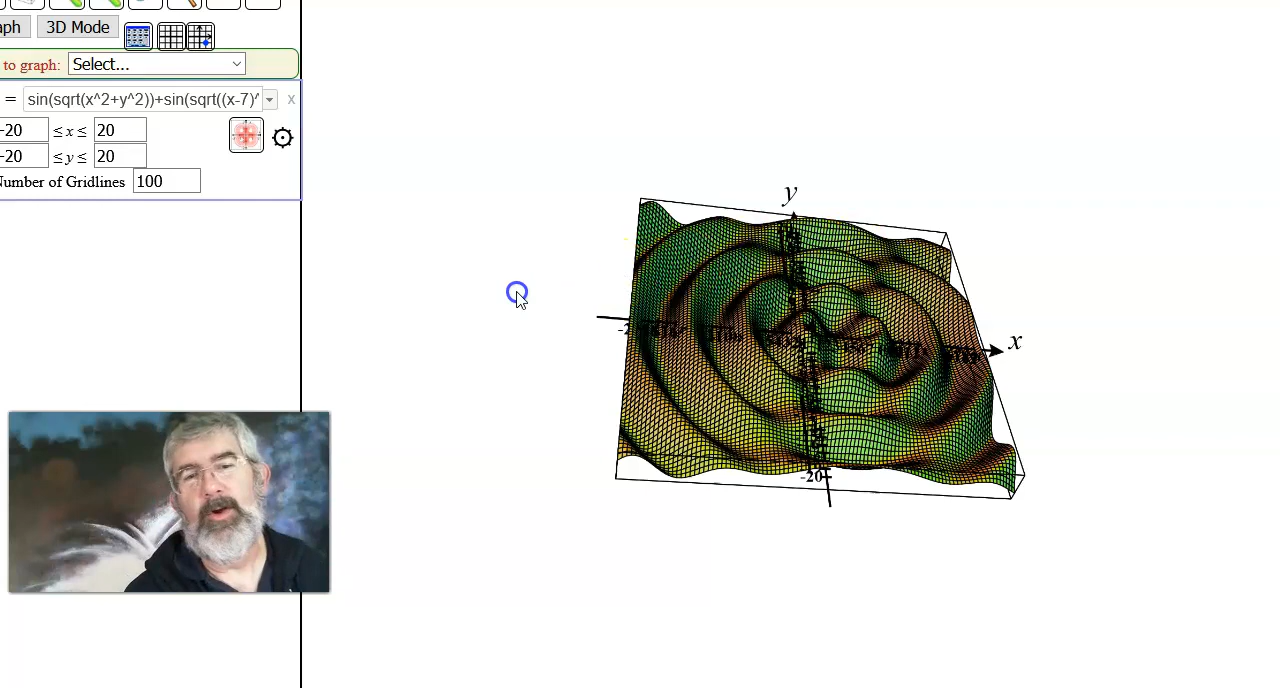 aph 3D Mode
to graph: Select...
= sin(sqrt(x^2+y^2))+sin(sqrt((x-7)^ x
-20 ≤ x ≤ 20
-20 ≤ y ≤ 20
Number of Gridlines 100
y
x
-20